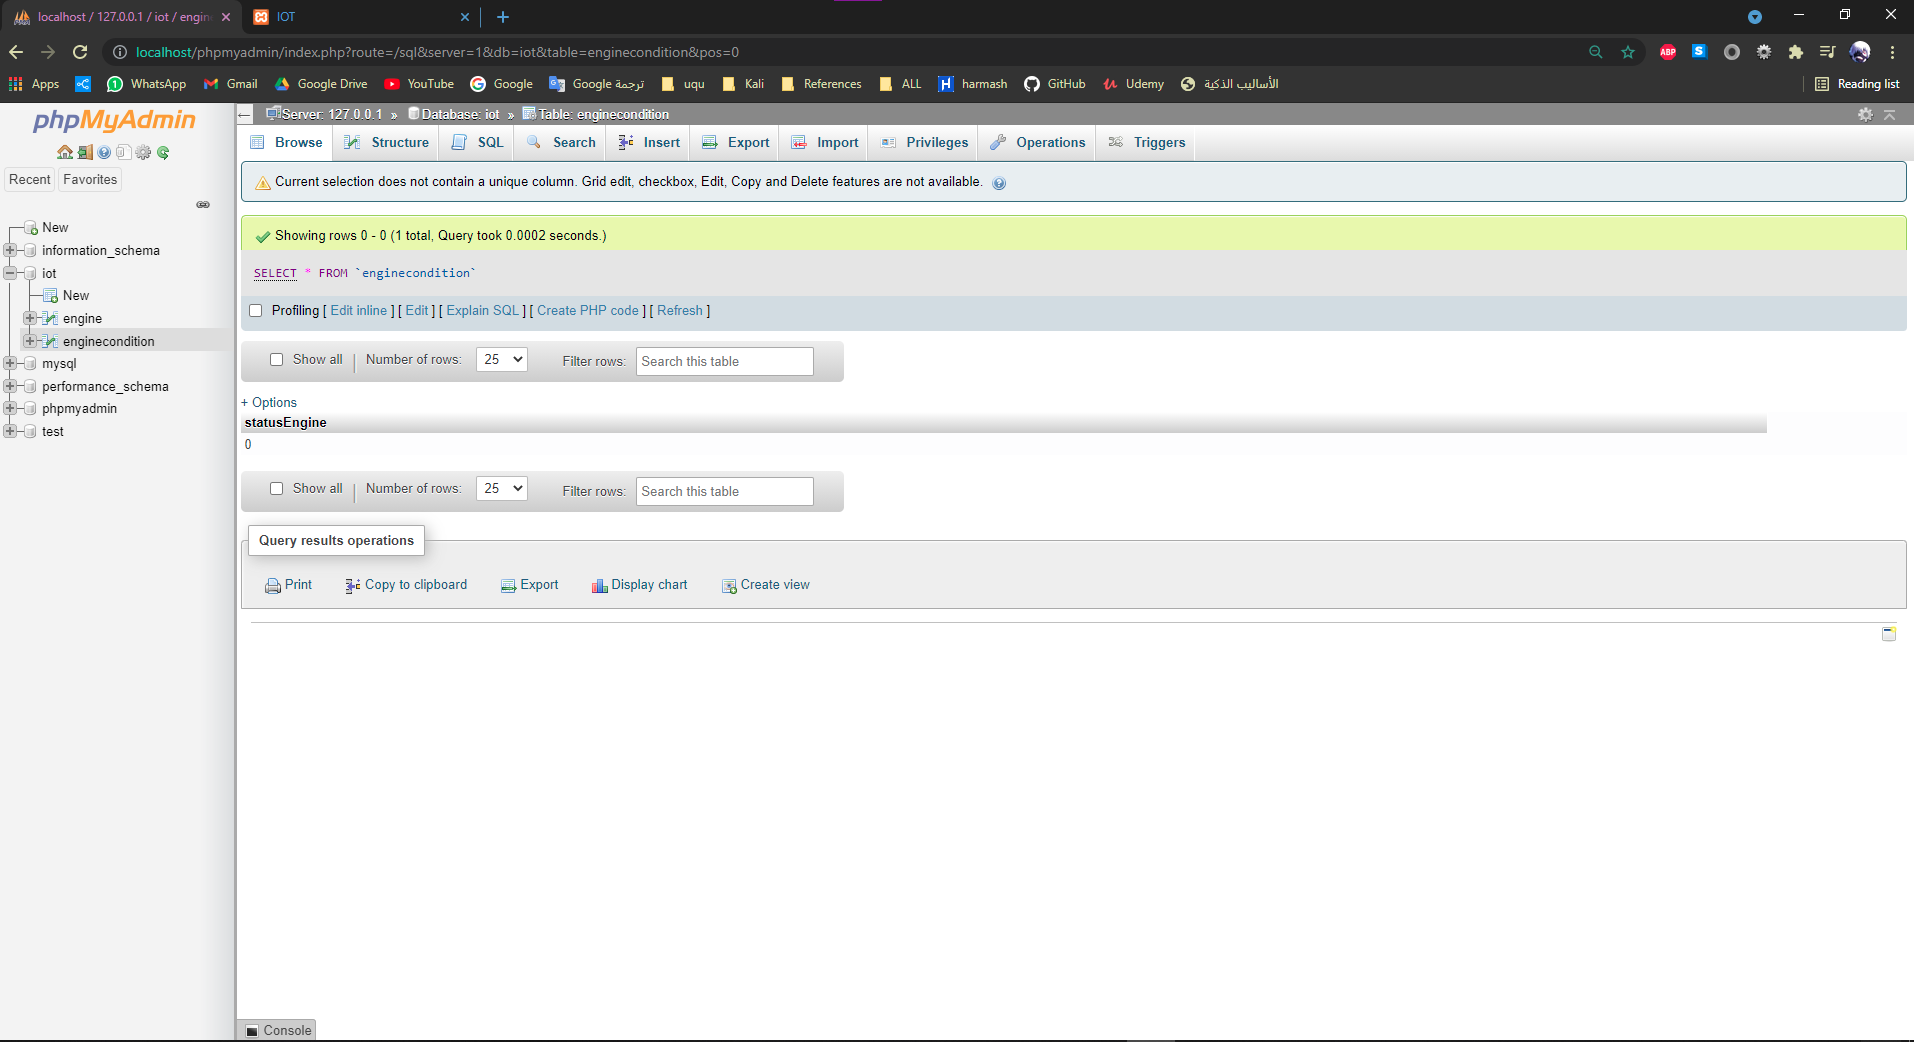 localhost / 127.0.0.1 / iot / engin
IOT
localhost/phpmyadmin/index.php?route=/sql&server=1&db=iot&table=enginecondition&pos=0
ABP
S
Apps
WhatsApp
Gmail
Google Drive
YouTube
Google
ترجمة Google
uqu
Kali
References
ALL
H harmash
GitHub
Udemy
الأساليب الذكية
Reading list
phpMyAdmin
Recent
Favorites
New
information_schema
iot
New
engine
enginecondition
mysql
performance_schema
phpmyadmin
test
Server: 127.0.0.1 » Database: iot » Table: enginecondition
Browse
Structure
SQL
Search
Insert
Export
Import
Privileges
Operations
Triggers
Current selection does not contain a unique column. Grid edit, checkbox, Edit, Copy and Delete features are not available.
Showing rows 0 - 0 (1 total, Query took 0.0002 seconds.)
SELECT * FROM `enginecondition`
Profiling [ Edit inline ] [ Edit ] [ Explain SQL ] [ Create PHP code ] [ Refresh ]
Show all | Number of rows: 25 Filter rows: Search this table
+ Options
statusEngine
0
Show all | Number of rows: 25 Filter rows: Search this table
Query results operations
Print
Copy to clipboard
Export
Display chart
Create view
Console